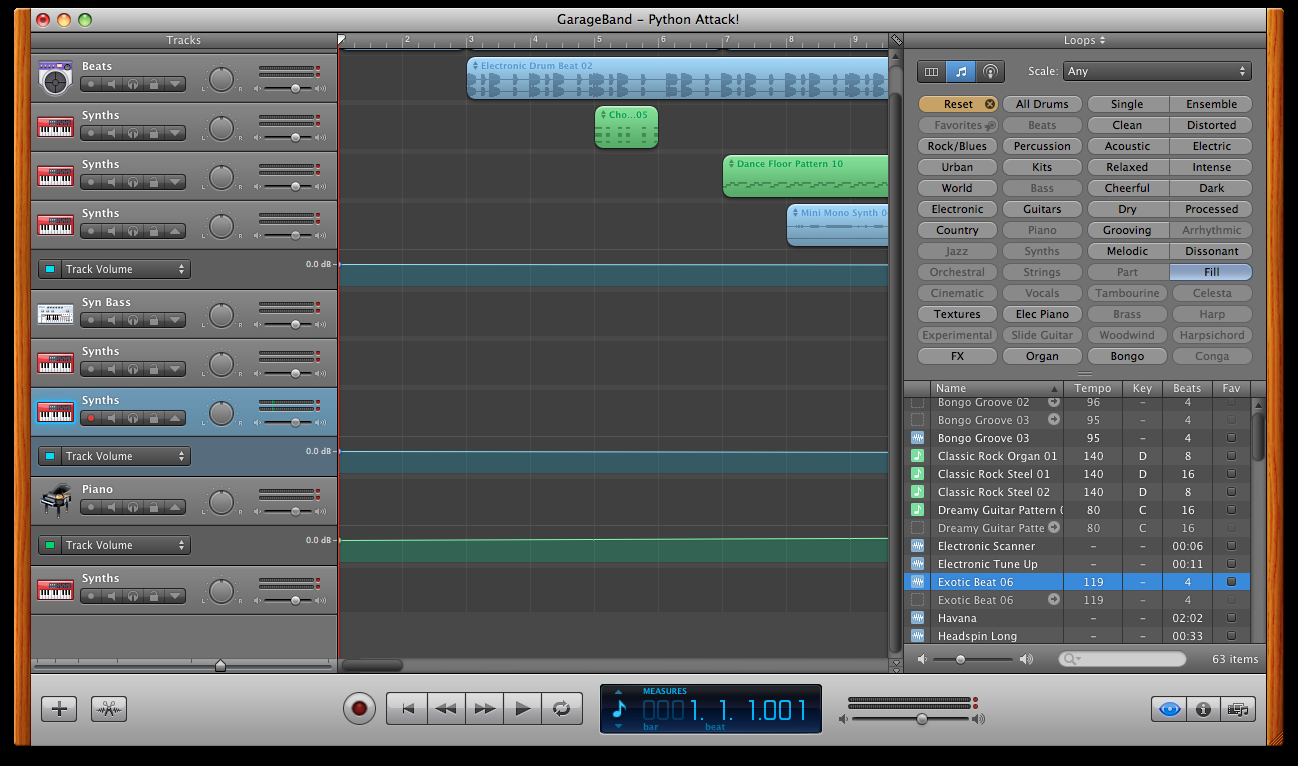 GarageBand – Python Attack!
Tracks
2 3 4 5 6 7 8 9
Loops
Beats
L R
Electronic Drum Beat 02
Synths
L R
Cho...05
Synths
L R
Dance Floor Pattern 10
Synths
L R
Mini Mono Synth 0
Track Volume
0.0 dB
Syn Bass
L R
Synths
L R
Synths
L R
Track Volume
0.0 dB
Piano
L R
Track Volume
0.0 dB
Synths
L R
Scale: Any
Reset All Drums Single Ensemble
Favorites Beats Clean Distorted
Rock/Blues Percussion Acoustic Electric
Urban Kits Relaxed Intense
World Bass Cheerful Dark
Electronic Guitars Dry Processed
Country Piano Grooving Arrhythmic
Jazz Synths Melodic Dissonant
Orchestral Strings Part Fill
Cinematic Vocals Tambourine Celesta
Textures Elec Piano Brass Harp
Experimental Slide Guitar Woodwind Harpsichord
FX Organ Bongo Conga
Name Tempo Key Beats Fav
Bongo Groove 02 96 – 4
Bongo Groove 03 95 – 4
Bongo Groove 03 95 – 4
Classic Rock Organ 01 140 D 8
Classic Rock Steel 01 140 D 16
Classic Rock Steel 02 140 D 8
Dreamy Guitar Pattern 80 C 16
Dreamy Guitar Patte 80 C 16
Electronic Scanner – – 00:06
Electronic Tune Up – – 00:11
Exotic Beat 06 119 – 4
Exotic Beat 06 119 – 4
Havana – – 02:02
Headspin Long – – 00:33
63 items
MEASURES
0001. 1. 1.001
bar beat